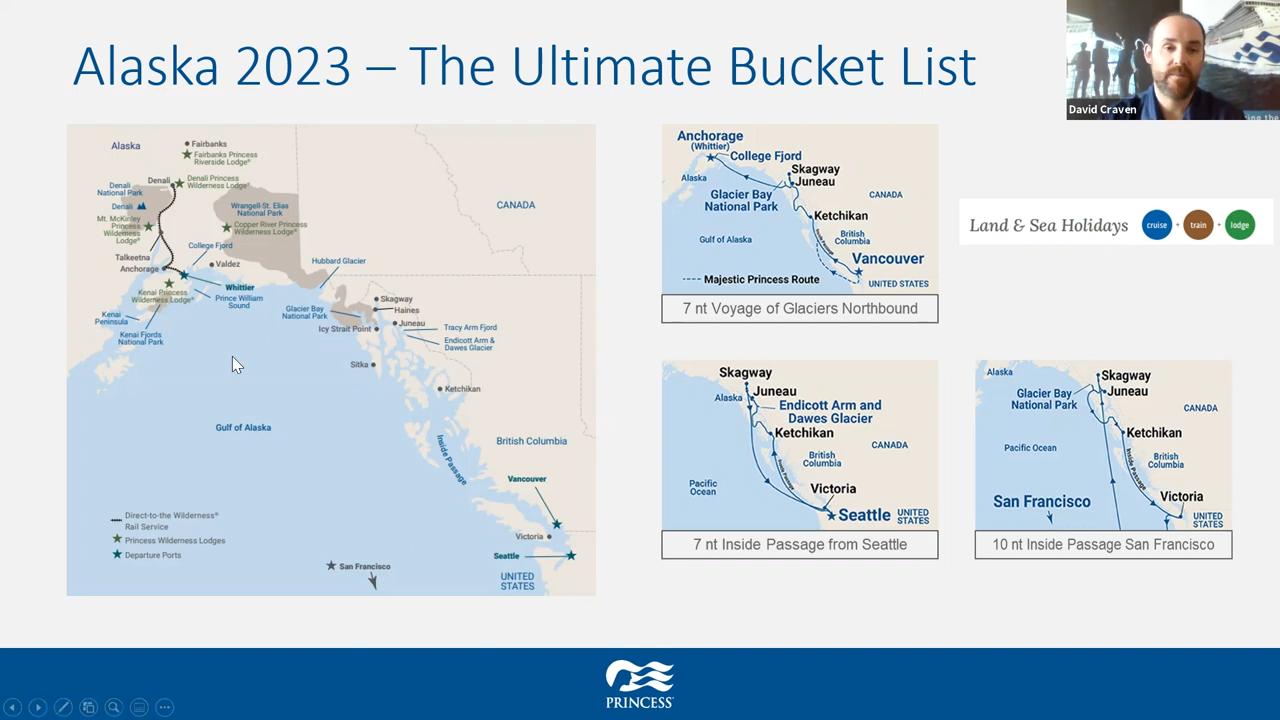 Alaska 2023 – The Ultimate Bucket List
David Craven
Alaska
Fairbanks
Fairbanks Princess
Riverside Lodge®
Denali
Denali Princess
Wilderness Lodge®
Denali
National Park
Denali
Mt. McKinley
Princess
Wilderness
Lodge®
Wrangell-St. Elias
National Park
Copper River Princess
Wilderness Lodge®
College Fjord
Talkeetna
Anchorage
Valdez
Whittier
Kenai Princess
Wilderness Lodge®
Prince William
Sound
Kenai
Peninsula
Kenai Fjords
National Park
Hubbard Glacier
CANADA
Glacier Bay
National Park
Skagway
Haines
Juneau
Icy Strait Point
Tracy Arm Fjord
Endicott Arm &
Dawes Glacier
Sitka
Ketchikan
Gulf of Alaska
British Columbia
Inside Passage
Vancouver
Victoria
Seattle
UNITED
STATES
San Francisco
Direct-to-the Wilderness®
Rail Service
Princess Wilderness Lodges
Departure Ports
Anchorage
(Whittier)
College Fjord
Skagway
Juneau
Alaska
Glacier Bay
National Park
CANADA
Ketchikan
Gulf of Alaska
British
Columbia
Inside Passage
Vancouver
Majestic Princess Route
UNITED STATES
7 nt Voyage of Glaciers Northbound
Land & Sea Holidays
cruise + train + lodge
Skagway
Juneau
Alaska
Endicott Arm and
Dawes Glacier
Ketchikan
CANADA
British
Columbia
Inside Passage
Pacific
Ocean
Victoria
Seattle
UNITED
STATES
7 nt Inside Passage from Seattle
Alaska
Skagway
Juneau
Glacier Bay
National Park
CANADA
Ketchikan
Pacific Ocean
British
Columbia
Inside Passage
San Francisco
Victoria
UNITED
STATES
10 nt Inside Passage San Francisco
PRINCESS